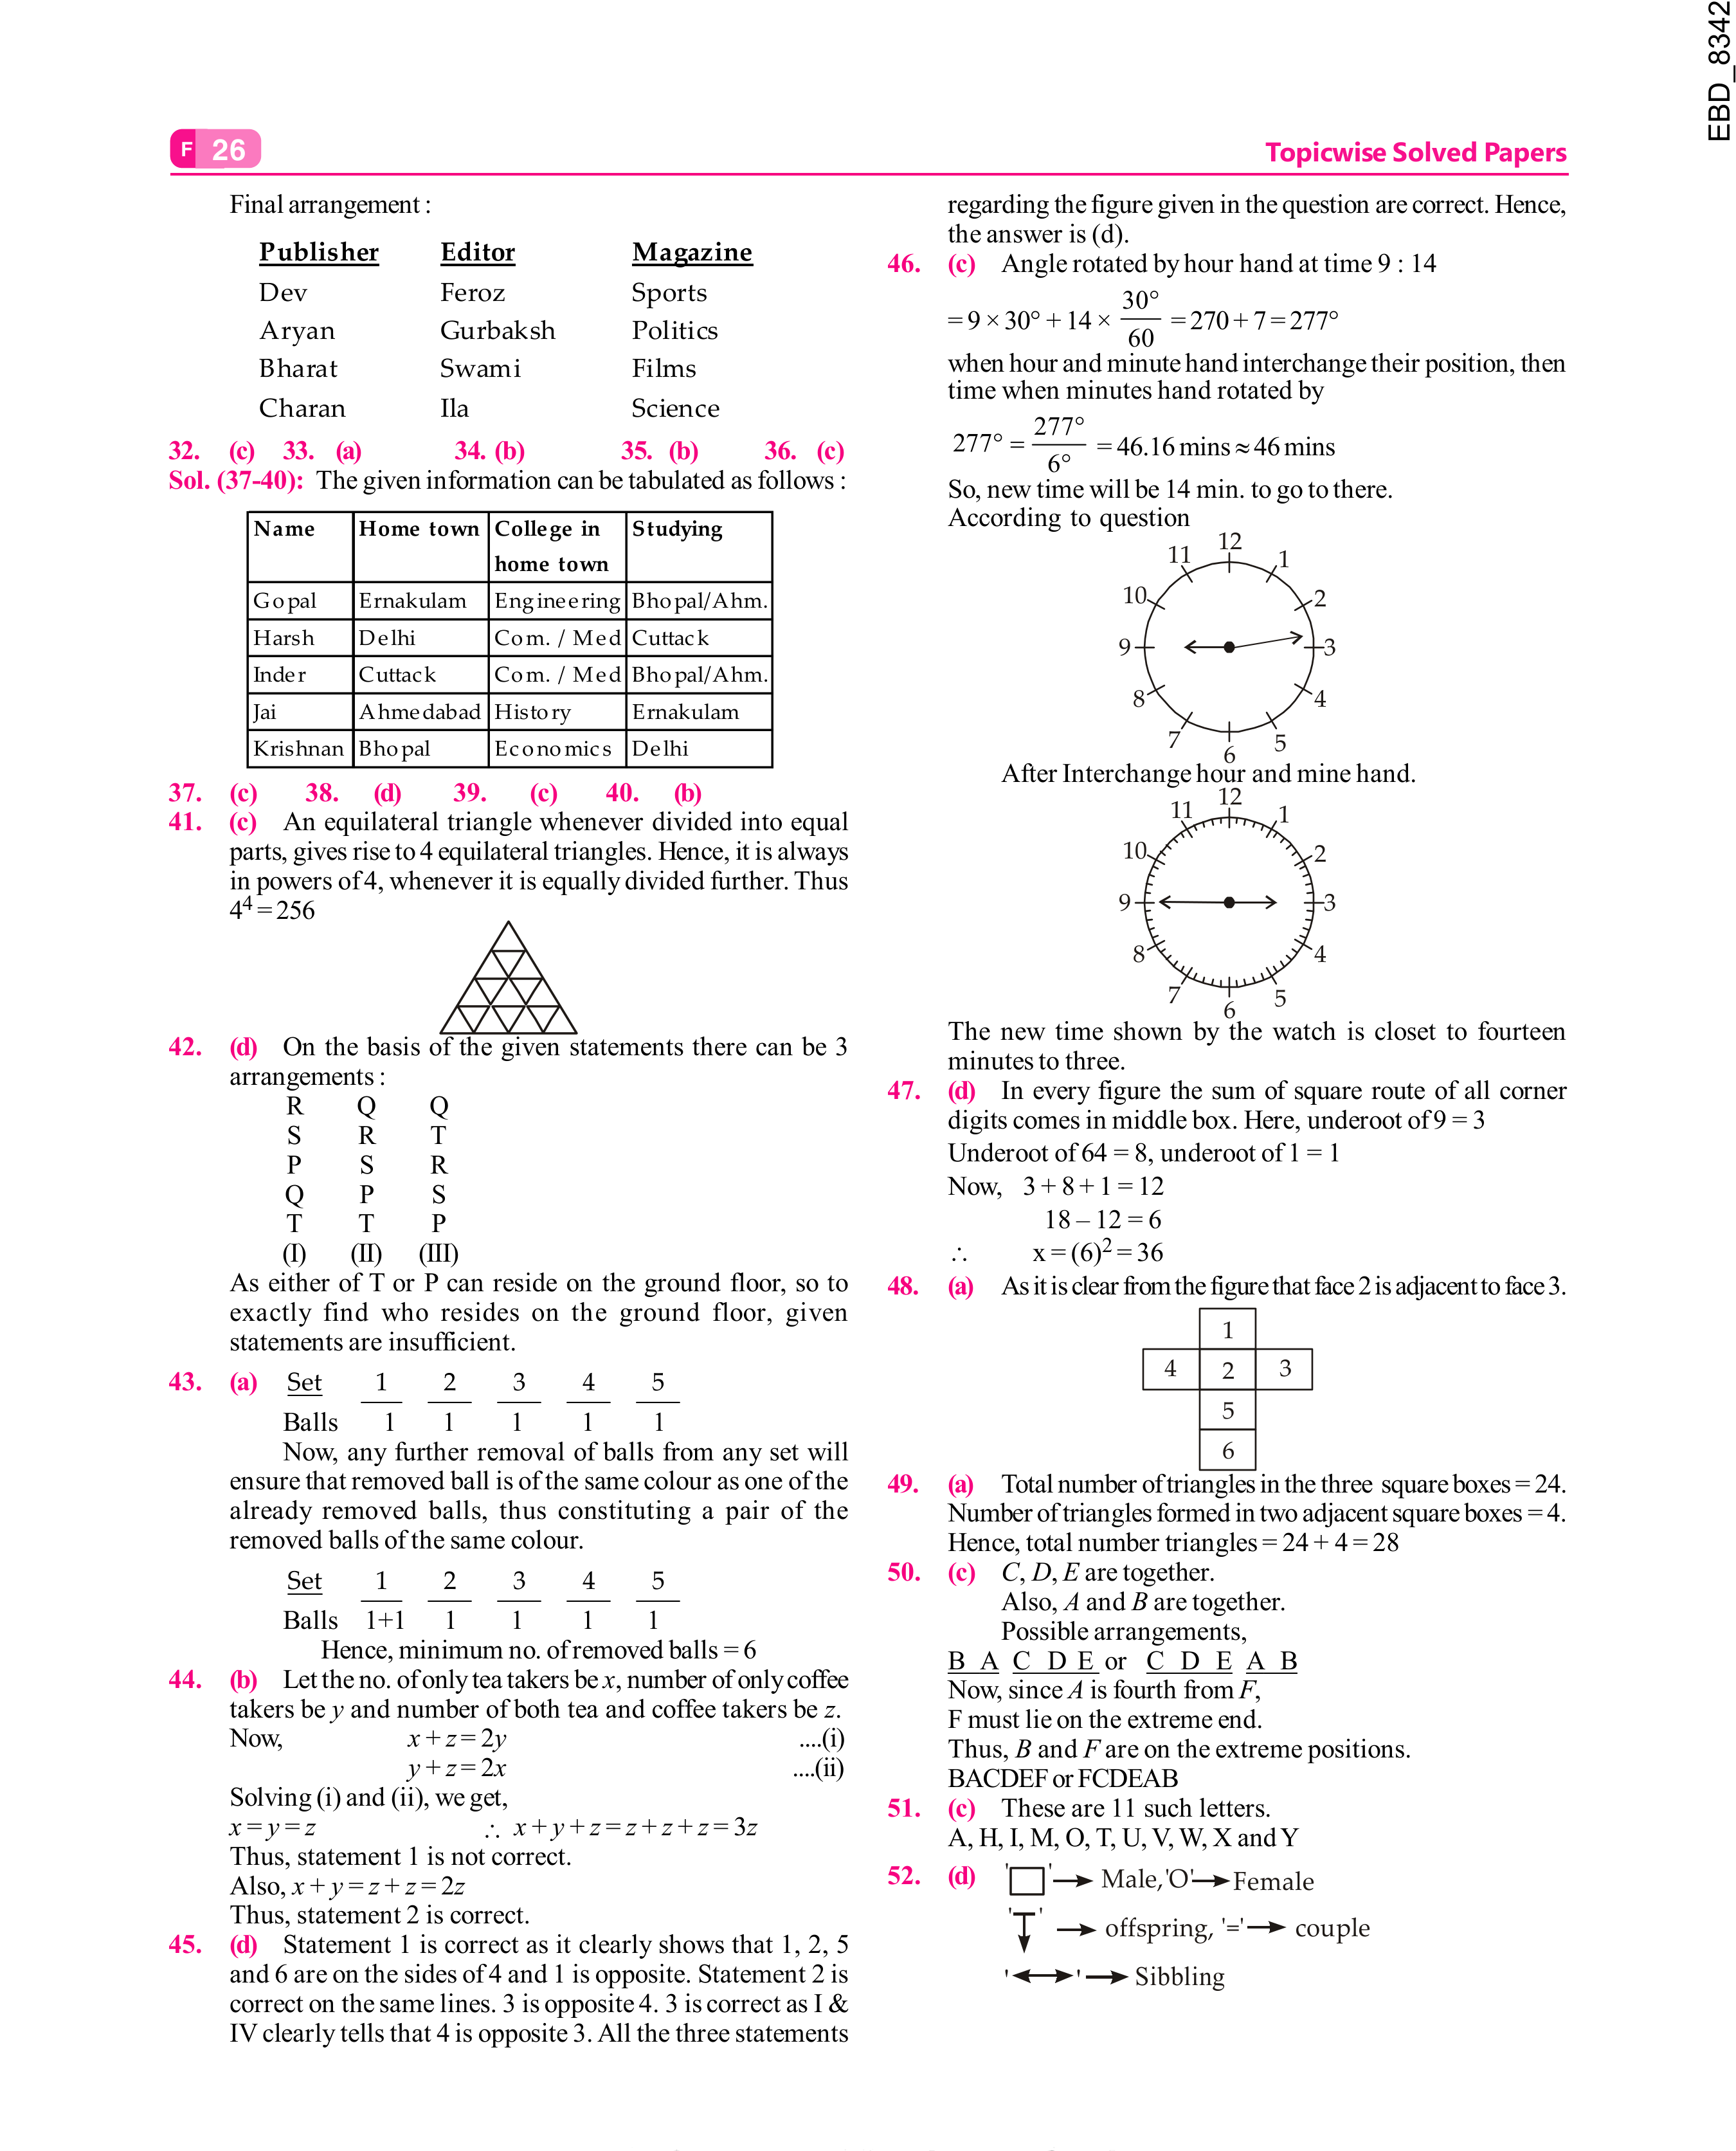 EBD_8342
F 26
Topicwise Solved Papers
Final arrangement :
Publisher Editor Magazine
Dev Feroz Sports
Aryan Gurbaksh Politics
Bharat Swami Films
Charan Ila Science
32. (c) 33. (a) 34. (b) 35. (b) 36. (c)
Sol. (37-40): The given information can be tabulated as follows :
Name Home town College in home town Studying
Gopal Ernakulam Engineering Bhopal/Ahm.
Harsh Delhi Com. / Med Cuttack
Inder Cuttack Com. / Med Bhopal/Ahm.
Jai Ahmedabad History Ernakulam
Krishnan Bhopal Economics Delhi
37. (c) 38. (d) 39. (c) 40. (b)
41. (c) An equilateral triangle whenever divided into equal
parts, gives rise to 4 equilateral triangles. Hence, it is always
in powers of 4, whenever it is equally divided further. Thus
4⁴ = 256
42. (d) On the basis of the given statements there can be 3
arrangements :
R Q Q
S R T
P S R
Q P S
T T P
(I) (II) (III)
As either of T or P can reside on the ground floor, so to
exactly find who resides on the ground floor, given
statements are insufficient.
43. (a) Set 1 2 3 4 5
Balls 1 1 1 1 1
Now, any further removal of balls from any set will
ensure that removed ball is of the same colour as one of the
already removed balls, thus constituting a pair of the
removed balls of the same colour.
Set 1 2 3 4 5
Balls 1+1 1 1 1 1
Hence, minimum no. of removed balls = 6
44. (b) Let the no. of only tea takers be x, number of only coffee
takers be y and number of both tea and coffee takers be z.
Now, x + z = 2y ....(i)
y + z = 2x ....(ii)
Solving (i) and (ii), we get,
x = y = z ∴ x + y + z = z + z + z = 3z
Thus, statement 1 is not correct.
Also, x + y = z + z = 2z
Thus, statement 2 is correct.
45. (d) Statement 1 is correct as it clearly shows that 1, 2, 5
and 6 are on the sides of 4 and 1 is opposite. Statement 2 is
correct on the same lines. 3 is opposite 4. 3 is correct as I &
IV clearly tells that 4 is opposite 3. All the three statements
regarding the figure given in the question are correct. Hence,
the answer is (d).
46. (c) Angle rotated by hour hand at time 9 : 14
= 9 × 30° + 14 × 30°/60 = 270 + 7 = 277°
when hour and minute hand interchange their position, then
time when minutes hand rotated by
277° = 277°/6° = 46.16 mins ≈ 46 mins
So, new time will be 14 min. to go to there.
According to question
12
11 1
10 2
9 3
8 4
7 5
6
After Interchange hour and mine hand.
12
11 1
10 2
9 3
8 4
7 5
6
The new time shown by the watch is closet to fourteen
minutes to three.
47. (d) In every figure the sum of square route of all corner
digits comes in middle box. Here, underoot of 9 = 3
Underoot of 64 = 8, underoot of 1 = 1
Now, 3 + 8 + 1 = 12
18 – 12 = 6
∴ x = (6)² = 36
48. (a) As it is clear from the figure that face 2 is adjacent to face 3.
1
4 2 3
5
6
49. (a) Total number of triangles in the three square boxes = 24.
Number of triangles formed in two adjacent square boxes = 4.
Hence, total number triangles = 24 + 4 = 28
50. (c) C, D, E are together.
Also, A and B are together.
Possible arrangements,
B A C D E or C D E A B
Now, since A is fourth from F,
F must lie on the extreme end.
Thus, B and F are on the extreme positions.
BACDEF or FCDEAB
51. (c) These are 11 such letters.
A, H, I, M, O, T, U, V, W, X and Y
52. (d) '□'→ Male, 'O'→ Female
'T' → offspring, '='→ couple
'↔' → Sibbling